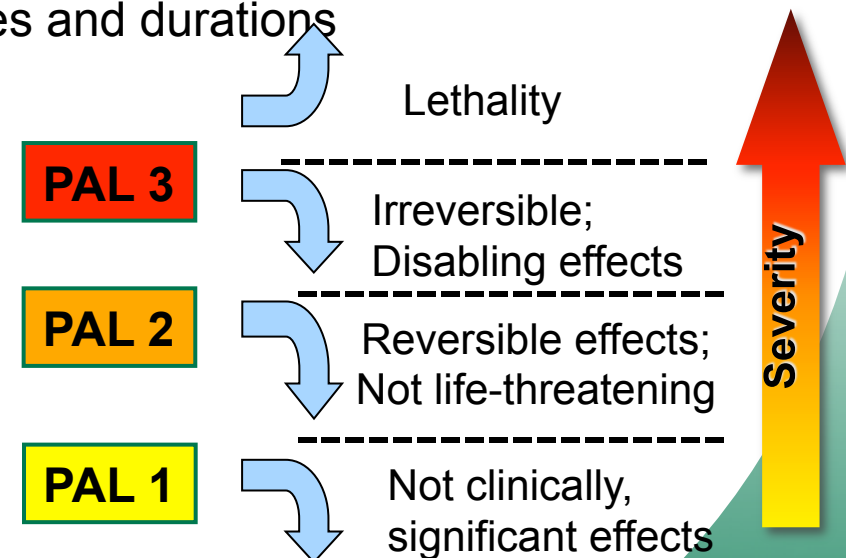 es and durations
Lethality
PAL 3
Irreversible;
Disabling effects
PAL 2
Reversible effects;
Not life-threatening
PAL 1
Not clinically,
significant effects
Severity